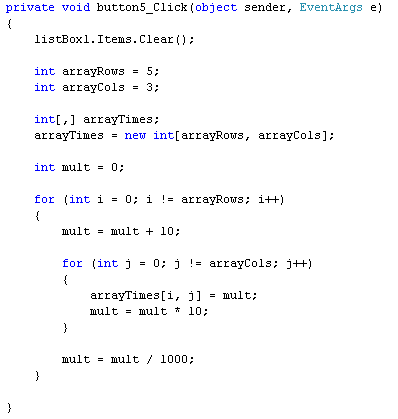 private void button5_Click(object sender, EventArgs e)
{
    listBox1.Items.Clear();

    int arrayRows = 5;
    int arrayCols = 3;

    int[,] arrayTimes;
    arrayTimes = new int[arrayRows, arrayCols];

    int mult = 0;

    for (int i = 0; i != arrayRows; i++)
    {
        mult = mult + 10;

        for (int j = 0; j != arrayCols; j++)
        {
            arrayTimes[i, j] = mult;
            mult = mult * 10;
        }

        mult = mult / 1000;
    }

}